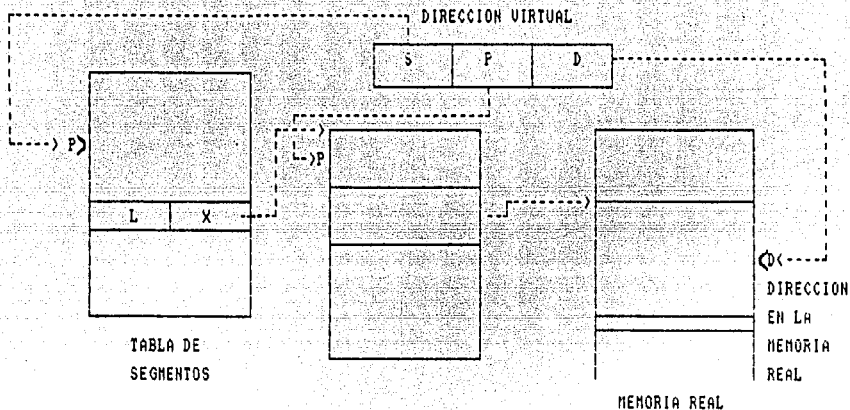 DIRECCION VIRTUAL
S P D
P
P
L X
D
DIRECCION
EN LA
MEMORIA
REAL
TABLA DE
SEGMENTOS
MEMORIA REAL